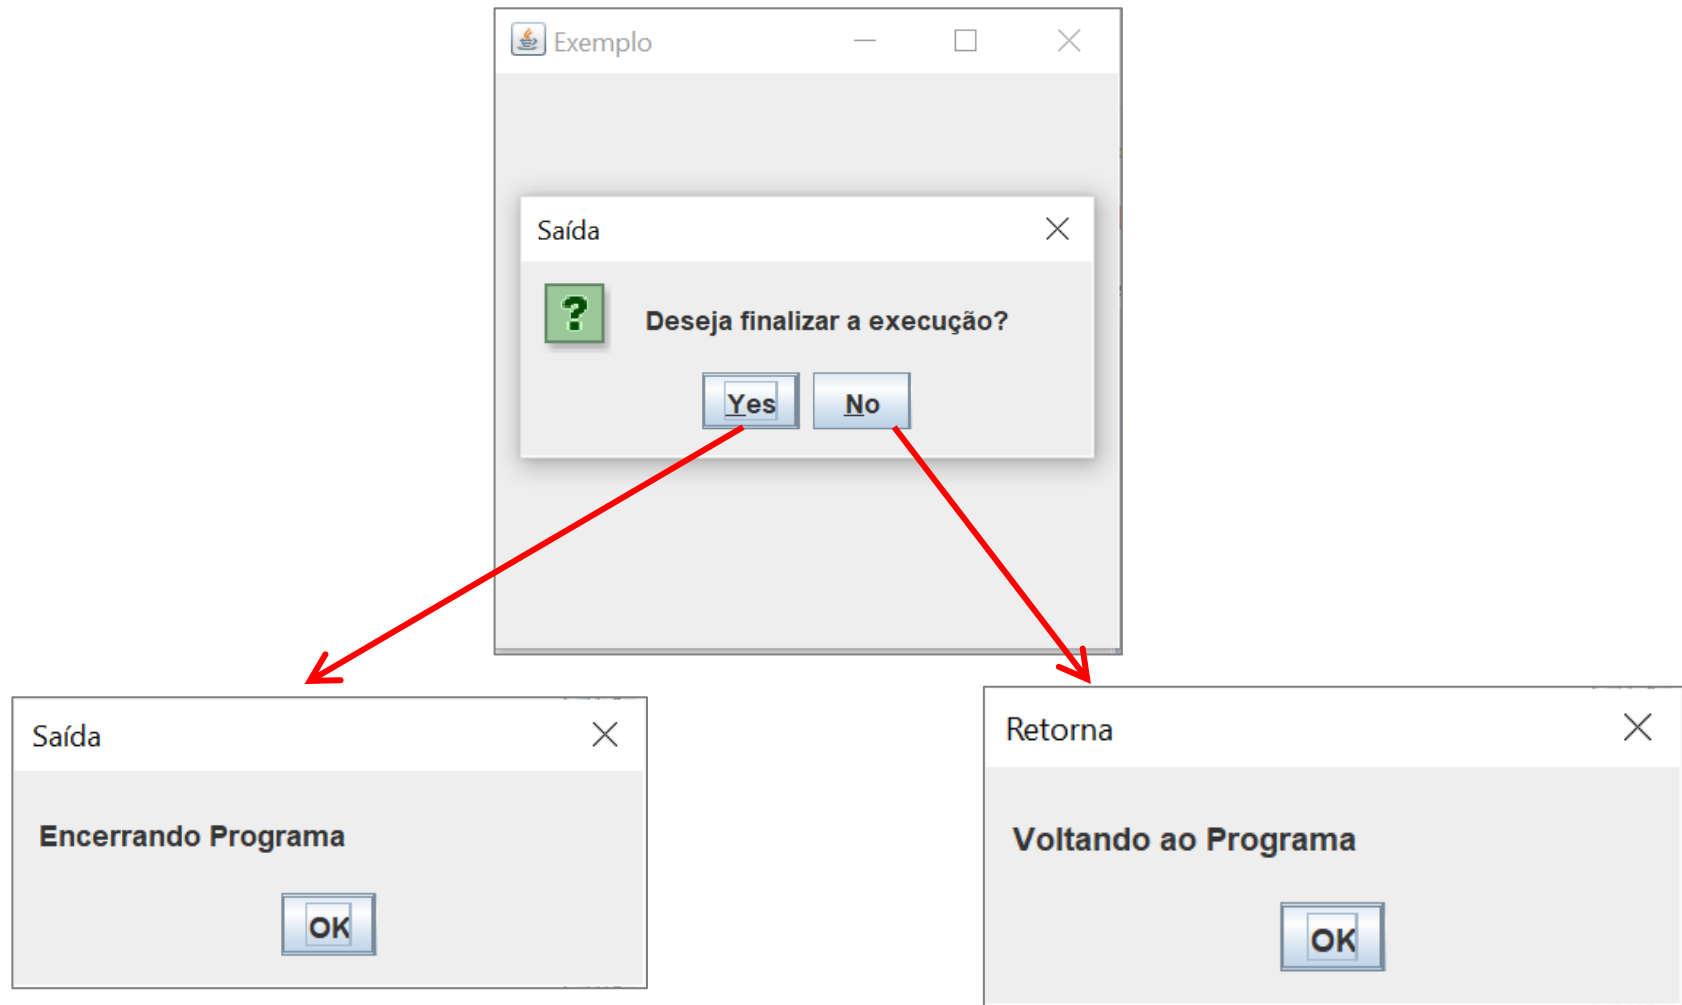 Exemplo
Saída
?
Deseja finalizar a execução?
Yes No
Saída
Encerrando Programa
OK
Retorna
Voltando ao Programa
OK